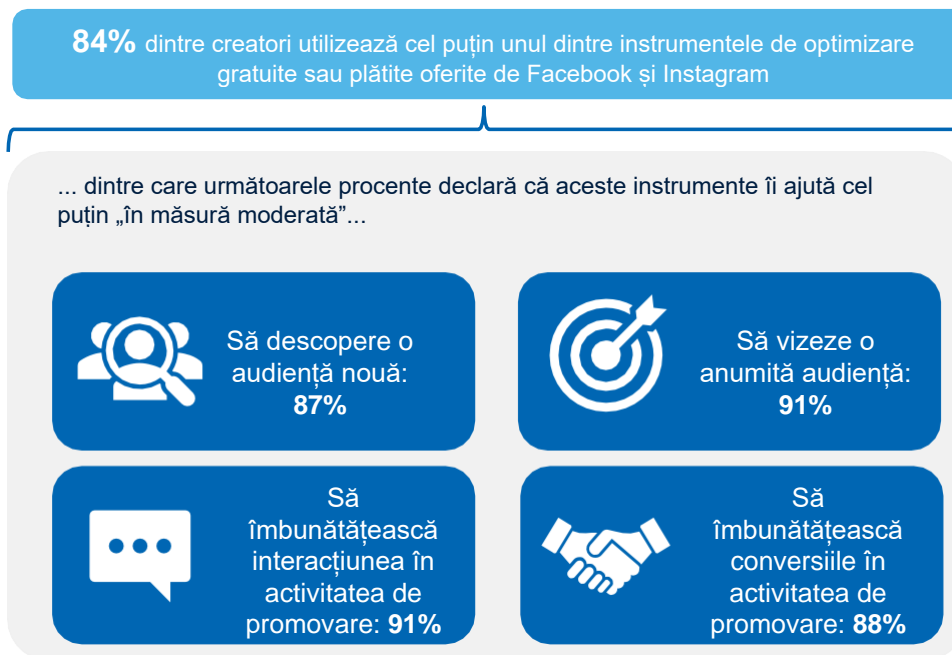 84% dintre creatori utilizează cel puțin unul dintre instrumentele de optimizare
gratuite sau plătite oferite de Facebook și Instagram
... dintre care următoarele procente declară că aceste instrumente îi ajută cel
puțin „în măsură moderată”...
Să descopere o
audiență nouă:
87%
Să vizeze o
anumită audiență:
91%
Să
îmbunătățească
interacțiunea în
activitatea de
promovare: 91%
Să
îmbunătățească
conversiile în
activitatea de
promovare: 88%